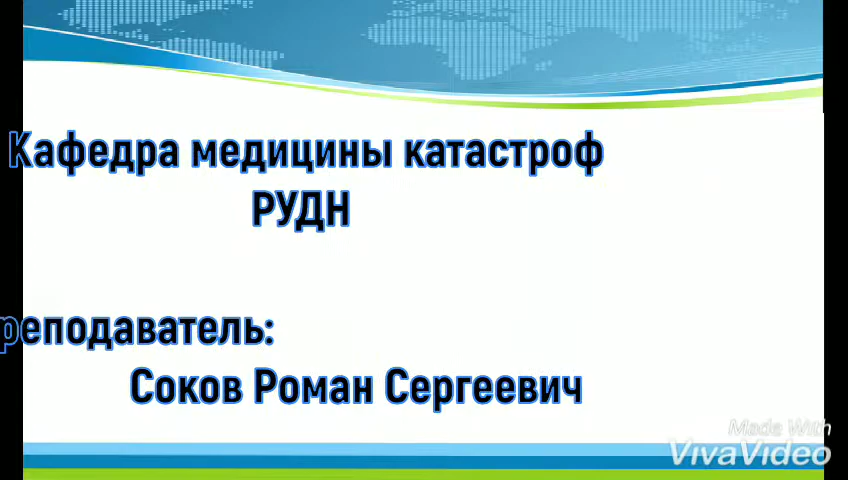 Кафедра медицины катастроф
РУДН
реподаватель:
Соков Роман Сергеевич
Made With
VivaVideo